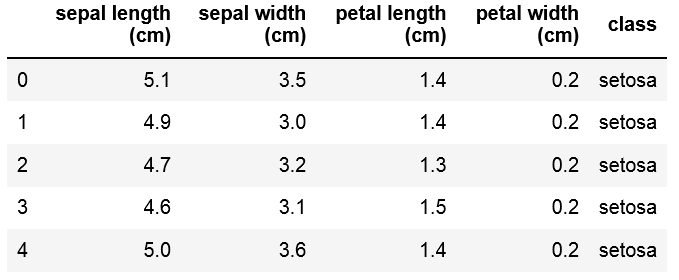 sepal length (cm) sepal width (cm) petal length (cm) petal width (cm) class
0 5.1 3.5 1.4 0.2 setosa
1 4.9 3.0 1.4 0.2 setosa
2 4.7 3.2 1.3 0.2 setosa
3 4.6 3.1 1.5 0.2 setosa
4 5.0 3.6 1.4 0.2 setosa